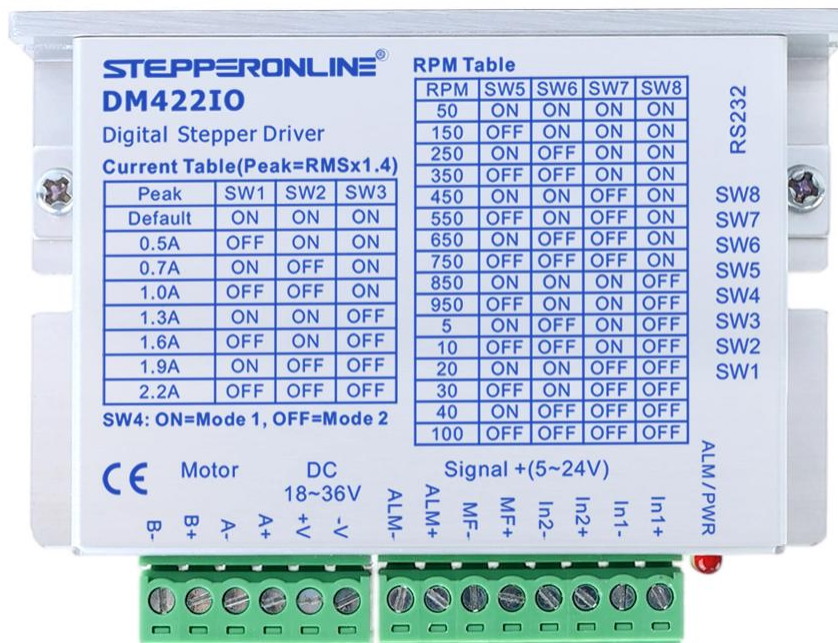 STEPPERONLINE®
DM422IO
Digital Stepper Driver
Current Table(Peak=RMSx1.4)
Peak SW1 SW2 SW3
Default ON ON ON
0.5A OFF ON ON
0.7A ON OFF ON
1.0A OFF OFF ON
1.3A ON ON OFF
1.6A OFF ON OFF
1.9A ON OFF OFF
2.2A OFF OFF OFF
SW4: ON=Mode 1, OFF=Mode 2
RPM Table
RPM SW5 SW6 SW7 SW8
50 ON ON ON ON
150 OFF ON ON ON
250 ON OFF ON ON
350 OFF OFF ON ON
450 ON ON OFF ON
550 OFF ON OFF ON
650 ON OFF OFF ON
750 OFF OFF OFF ON
850 ON ON ON OFF
950 OFF ON ON OFF
5 ON OFF ON OFF
10 OFF OFF ON OFF
20 ON ON OFF OFF
30 OFF ON OFF OFF
40 ON OFF OFF OFF
100 OFF OFF OFF OFF
RS232
SW8
SW7
SW6
SW5
SW4
SW3
SW2
SW1
CE
Motor
DC
18~36V
Signal +(5~24V)
B-
B+
A-
A+
+V
-V
ALM-
ALM+
MF-
MF+
In2-
In2+
In1-
In1+
ALM/PWR